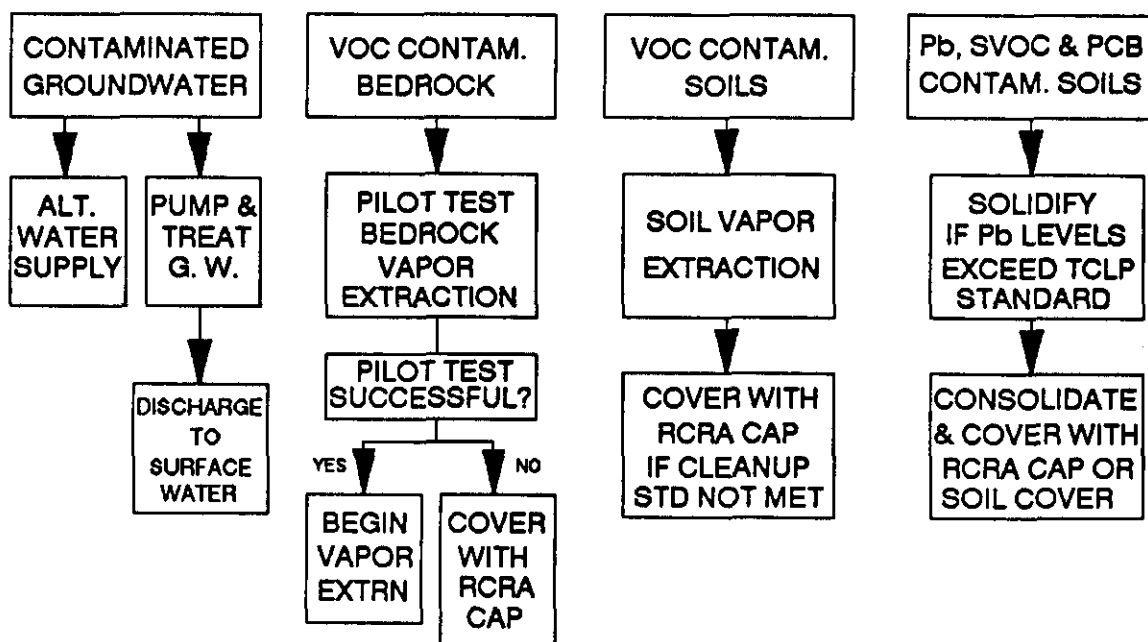 CONTAMINATED
GROUNDWATER
ALT.
WATER
SUPPLY
PUMP &
TREAT
G. W.
DISCHARGE
TO
SURFACE
WATER
VOC CONTAM.
BEDROCK
PILOT TEST
BEDROCK
VAPOR
EXTRACTION
PILOT TEST
SUCCESSFUL?
YES
NO
BEGIN
VAPOR
EXTRN
COVER
WITH
RCRA
CAP
VOC CONTAM.
SOILS
SOIL VAPOR
EXTRACTION
COVER WITH
RCRA CAP
IF CLEANUP
STD NOT MET
Pb, SVOC & PCB
CONTAM. SOILS
SOLIDIFY
IF Pb LEVELS
EXCEED TCLP
STANDARD
CONSOLIDATE
& COVER WITH
RCRA CAP OR
SOIL COVER